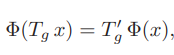 Φ(T_g x) = T'_g Φ(x),